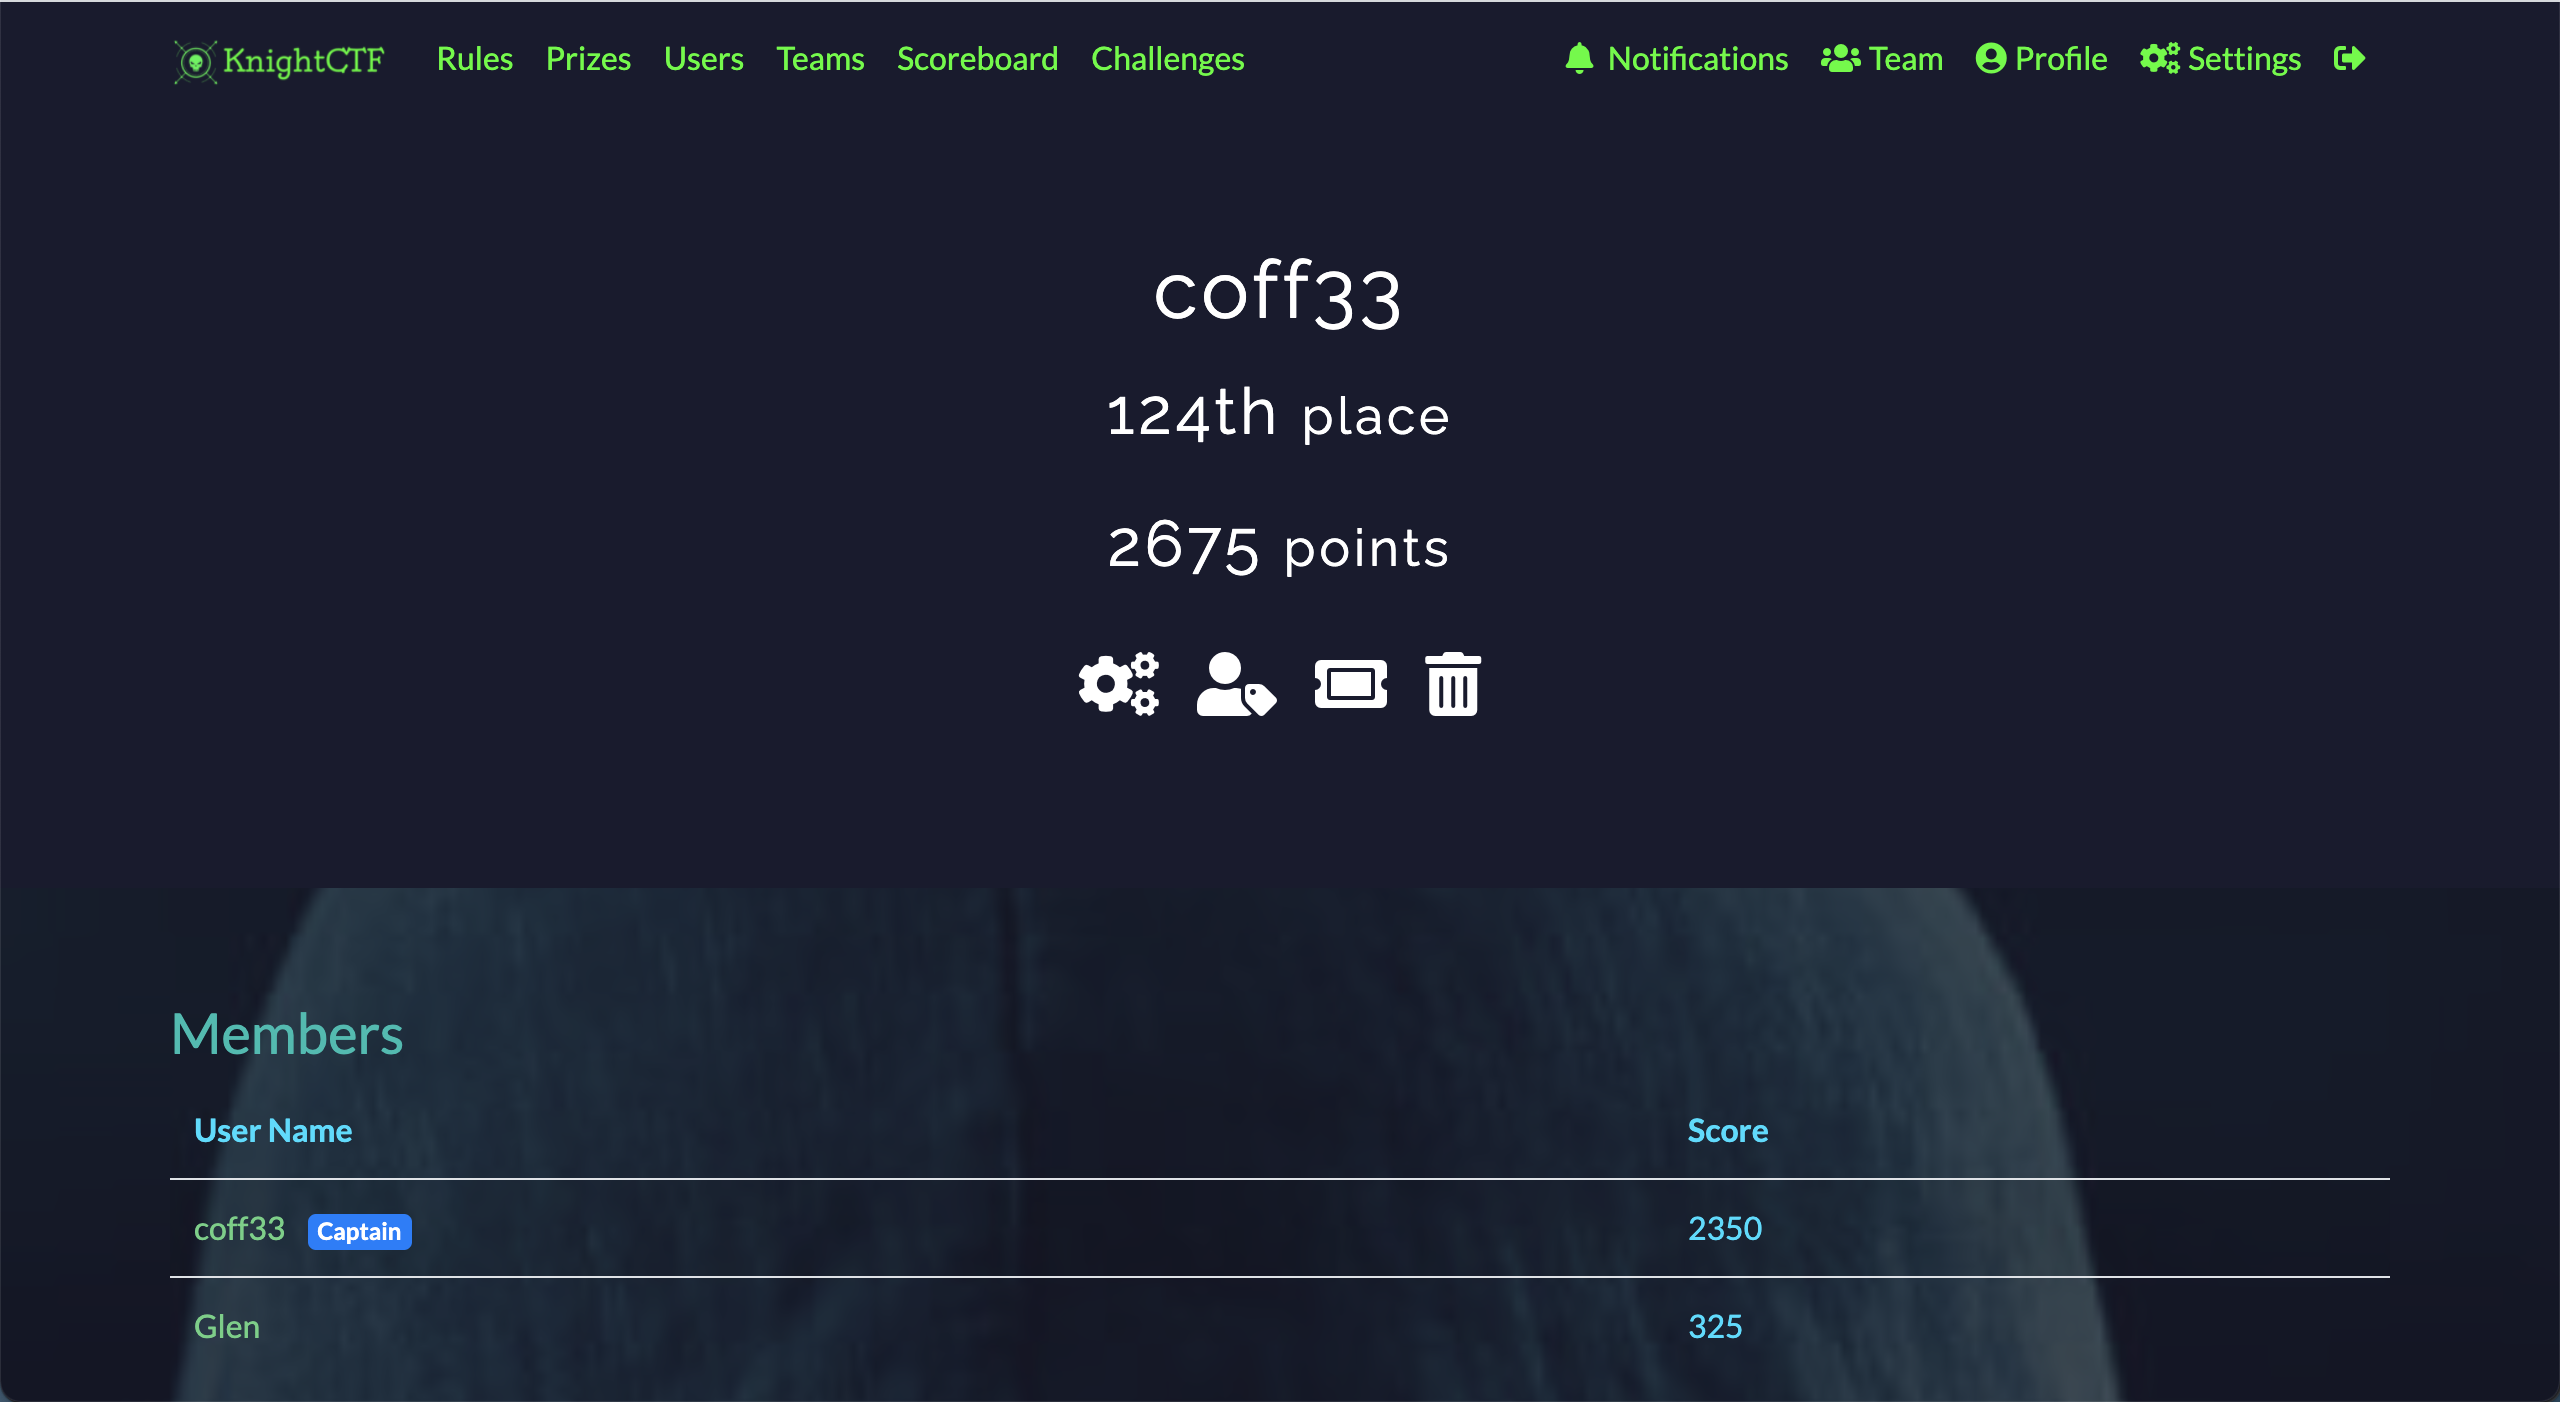 KnightCTF Rules Prizes Users Teams Scoreboard Challenges Notifications Team Profile Settings
coff33
124th place
2675 points
Members
User Name Score
coff33 Captain 2350
Glen 325